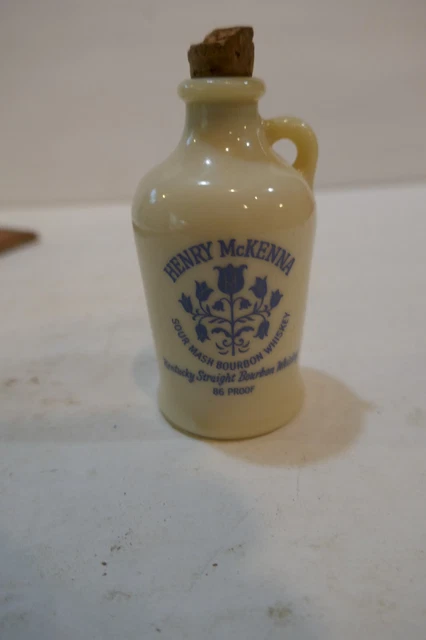 HENRY McKENNA
SOUR MASH BOURBON WHISKEY
Kentucky Straight Bourbon Whiskey
86 PROOF